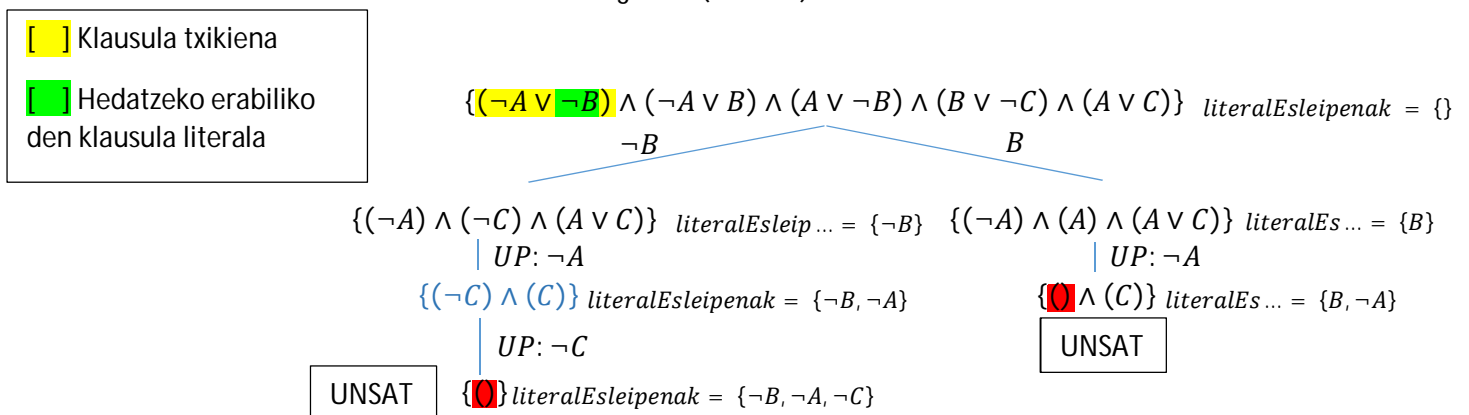 [ ] Klausula txikiena
[ ] Hedatzeko erabiliko
den klausula literala
{(¬A ∨ ¬B) ∧ (¬A ∨ B) ∧ (A ∨ ¬B) ∧ (B ∨ ¬C) ∧ (A ∨ C)} literalEsleipenak = {}
¬B B
{(¬A) ∧ (¬C) ∧ (A ∨ C)} literalEsleip ... = {¬B} {(¬A) ∧ (A) ∧ (A ∨ C)} literalEs ... = {B}
UP: ¬A UP: ¬A
{(¬C) ∧ (C)} literalEsleipenak = {¬B, ¬A} {() ∧ (C)} literalEs ... = {B, ¬A}
UP: ¬C UNSAT
UNSAT {()} literalEsleipenak = {¬B, ¬A, ¬C}